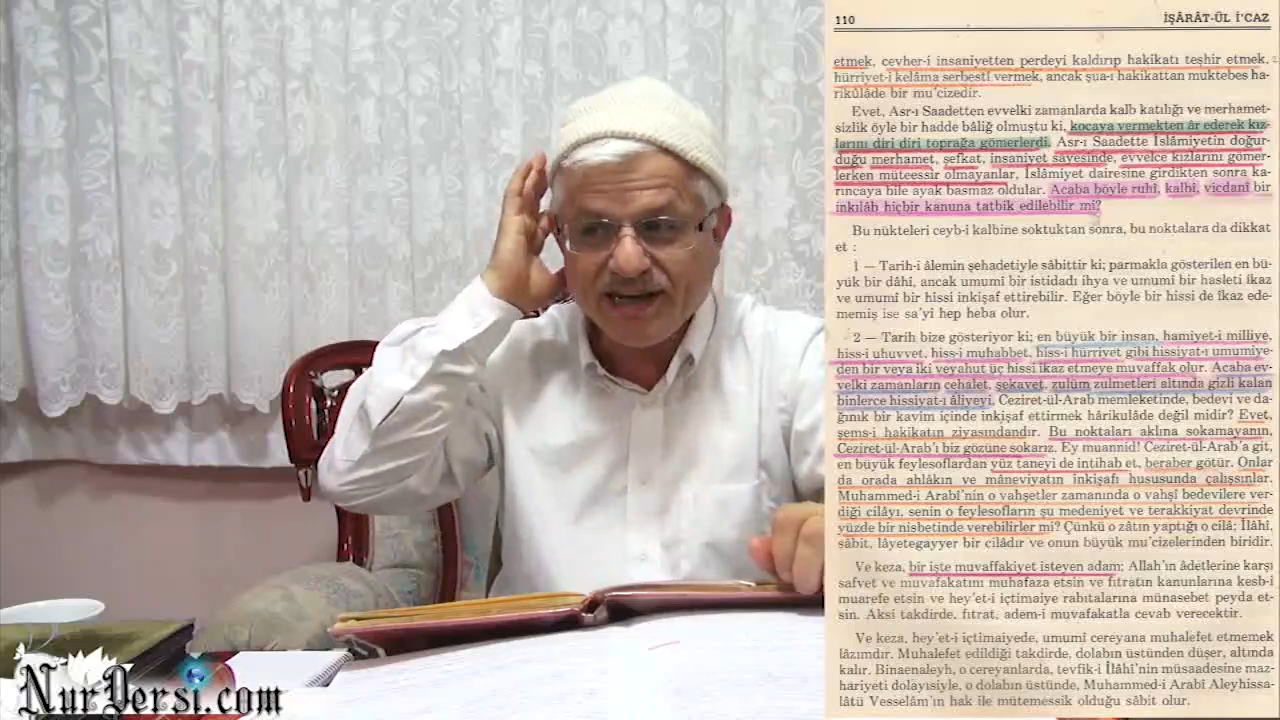 110 İŞÂRÂT-ÜL İ'CAZ
etmek, cevher-i insaniyetten perdeyi kaldırıp hakikatı teşhir etmek,
hürriyet-i kelâma serbestî vermek, ancak şua-ı hakikattan muktebes ha-
rikulâde bir mu'cizedir.
Evet, Asr-ı Saadetten evvelki zamanlarda kalb katılığı ve merhamet-
sizlik öyle bir hadde bâliğ olmuştu ki, kocaya vermekten âr ederek kız-
larını diri diri toprağa gömerlerdi. Asr-ı Saadette İslâmiyetin doğur-
duğu merhamet, şefkat, insaniyet sayesinde, evvelce kızlarını gömer-
lerken müteessir olmayanlar, İslâmiyet dairesine girdikten sonra ka-
rıncaya bile ayak basmaz oldular. Acaba böyle ruhî, kalbî, vicdanî bir
inkılâb hiçbir kanuna tatbik edilebilir mi?
Bu nükteleri ceyb-i kalbine soktuktan sonra, bu noktalara da dikkat
et :
1 — Tarih-i âlemin şehadetiyle sâbittir ki; parmakla gösterilen en bü-
yük bir dâhî, ancak umumî bir istidadı ihya ve umumî bir hasleti ikaz
ve umumî bir hissi inkişaf ettirebilir. Eğer böyle bir hissi de îkaz ede-
memiş ise sa'yi hep heba olur.
2 — Tarih bize gösteriyor ki; en büyük bir insan, hamiyet-i milliye,
hiss-i uhuvvet, hiss-i muhabbet, hiss-i hürriyet gibi hissiyat-ı umumiye-
den bir veya iki veyahut üç hissi ikaz etmeye muvaffak olur. Acaba ev-
velki zamanların cehalet, şekavet, zulüm zulmetleri altında gizli kalan
binlerce hissiyat-ı âliyeyi, Ceziret-ül-Arab memleketinde, bedevi ve da-
ğınık bir kavim içinde inkişaf ettirmek hârikulâde değil midir? Evet,
şems-i hakikatın ziyasındandır. Bu noktaları aklına sokamayanın,
Ceziret-ül-Arab'ı biz gözüne sokarız. Ey muannid! Ceziret-ül-Arab'a git,
en büyük feylesoflardan yüz taneyi de intihab et, beraber götür. Onlar
da orada ahlâkın ve mâneviyatın inkişafı hususunda çalışsınlar.
Muhammed-i Arabî'nin o vahşetler zamanında o vahşî bedevilere ver-
diği cilâyı, senin o feylesofların şu medeniyet ve terakkiyat devrinde
yüzde bir nisbetinde verebilirler mi? Çünkü o zâtın yaptığı o cilâ; İlâhî,
sâbit, lâyetegayyer bir cilâdır ve onun büyük mu'cizelerinden biridir.
Ve keza, bir işte muvaffakiyet isteyen adam; Allah'ın âdetlerine karşı
safvet ve muvafakatını muhafaza etsin ve fıtratın kanunlarına kesb-i
muarefe etsin ve hey'et-i içtimaiye rabıtalarına münasebet peyda et-
sin. Aksi takdirde, fıtrat, adem-i muvafakatla cevab verecektir.
Ve keza, hey'et-i içtimaiyede, umumî cereyana muhalefet etmemek
lâzımdır. Muhalefet edildiği takdirde, dolabın üstünden düşer, altında
kalır. Binaenaleyh, o cereyanlarda, tevfik-i İlâhî'nin müsaadesine maz-
hariyeti dolayısiyle, o dolabın üstünde, Muhammed-i Arabî Aleyhissa-
lâtü Vesselâm'ın hak ile mütemessik olduğu sâbit olur.
NurDersi.com